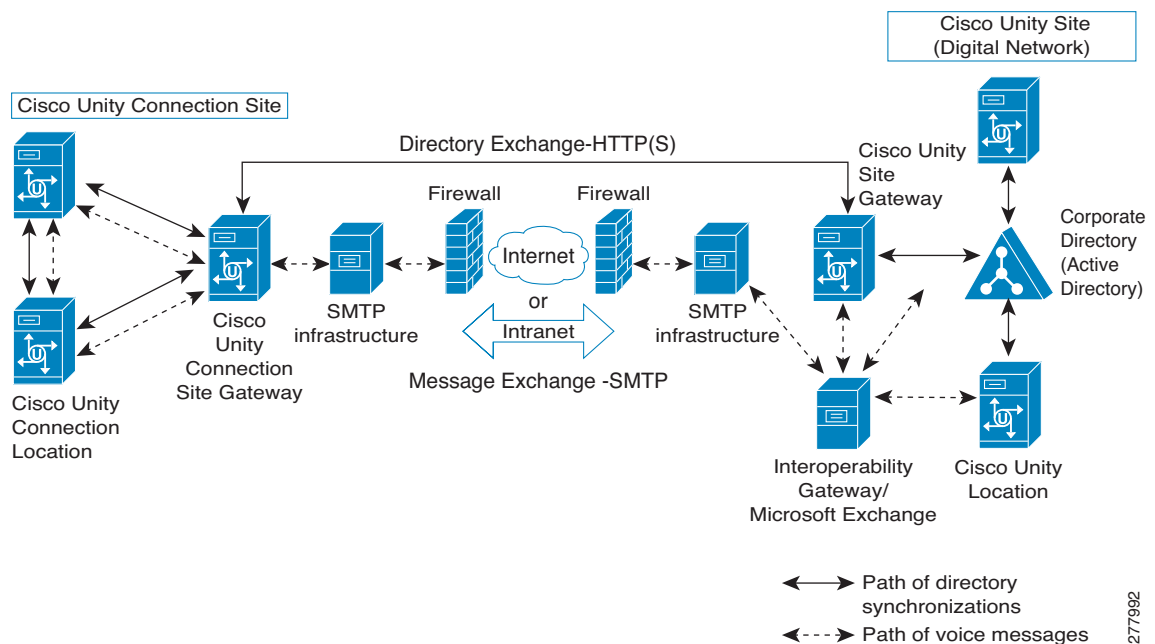 Cisco Unity Site
(Digital Network)
Cisco Unity Connection Site
Directory Exchange-HTTP(S)
Cisco Unity
Site
Gateway
Firewall
Firewall
Corporate
Directory
(Active
Directory)
U
U
U
U
U
U
Internet
or
Intranet
SMTP
infrastructure
SMTP
infrastructure
Cisco
Unity
Connection
Site Gateway
Message Exchange -SMTP
Cisco Unity
Connection
Location
Interoperability
Gateway/
Microsoft Exchange
Cisco Unity
Location
Path of directory
synchronizations
Path of voice messages
277992